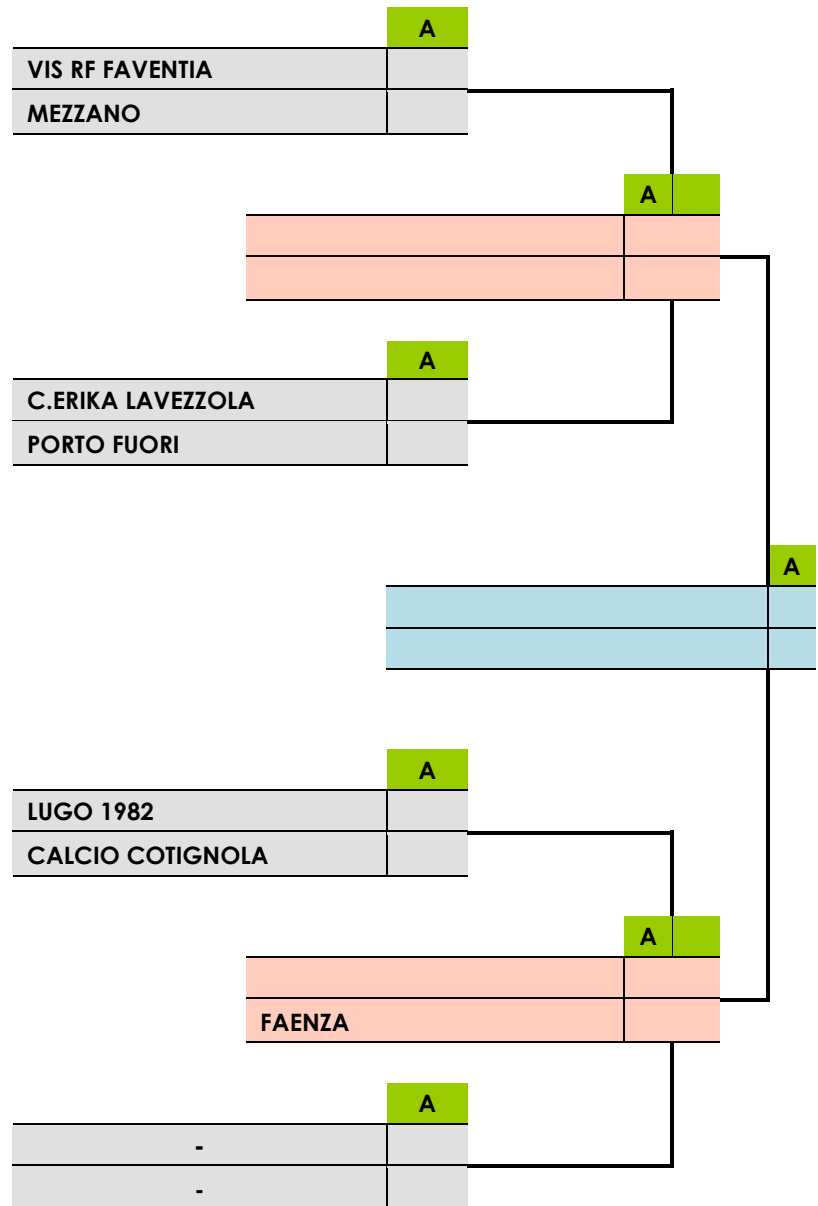 A
VIS RF FAVENTIA
MEZZANO
A
A
C.ERIKA LAVEZZOLA
PORTO FUORI
A
A
LUGO 1982
CALCIO COTIGNOLA
A
FAENZA
A
-
-